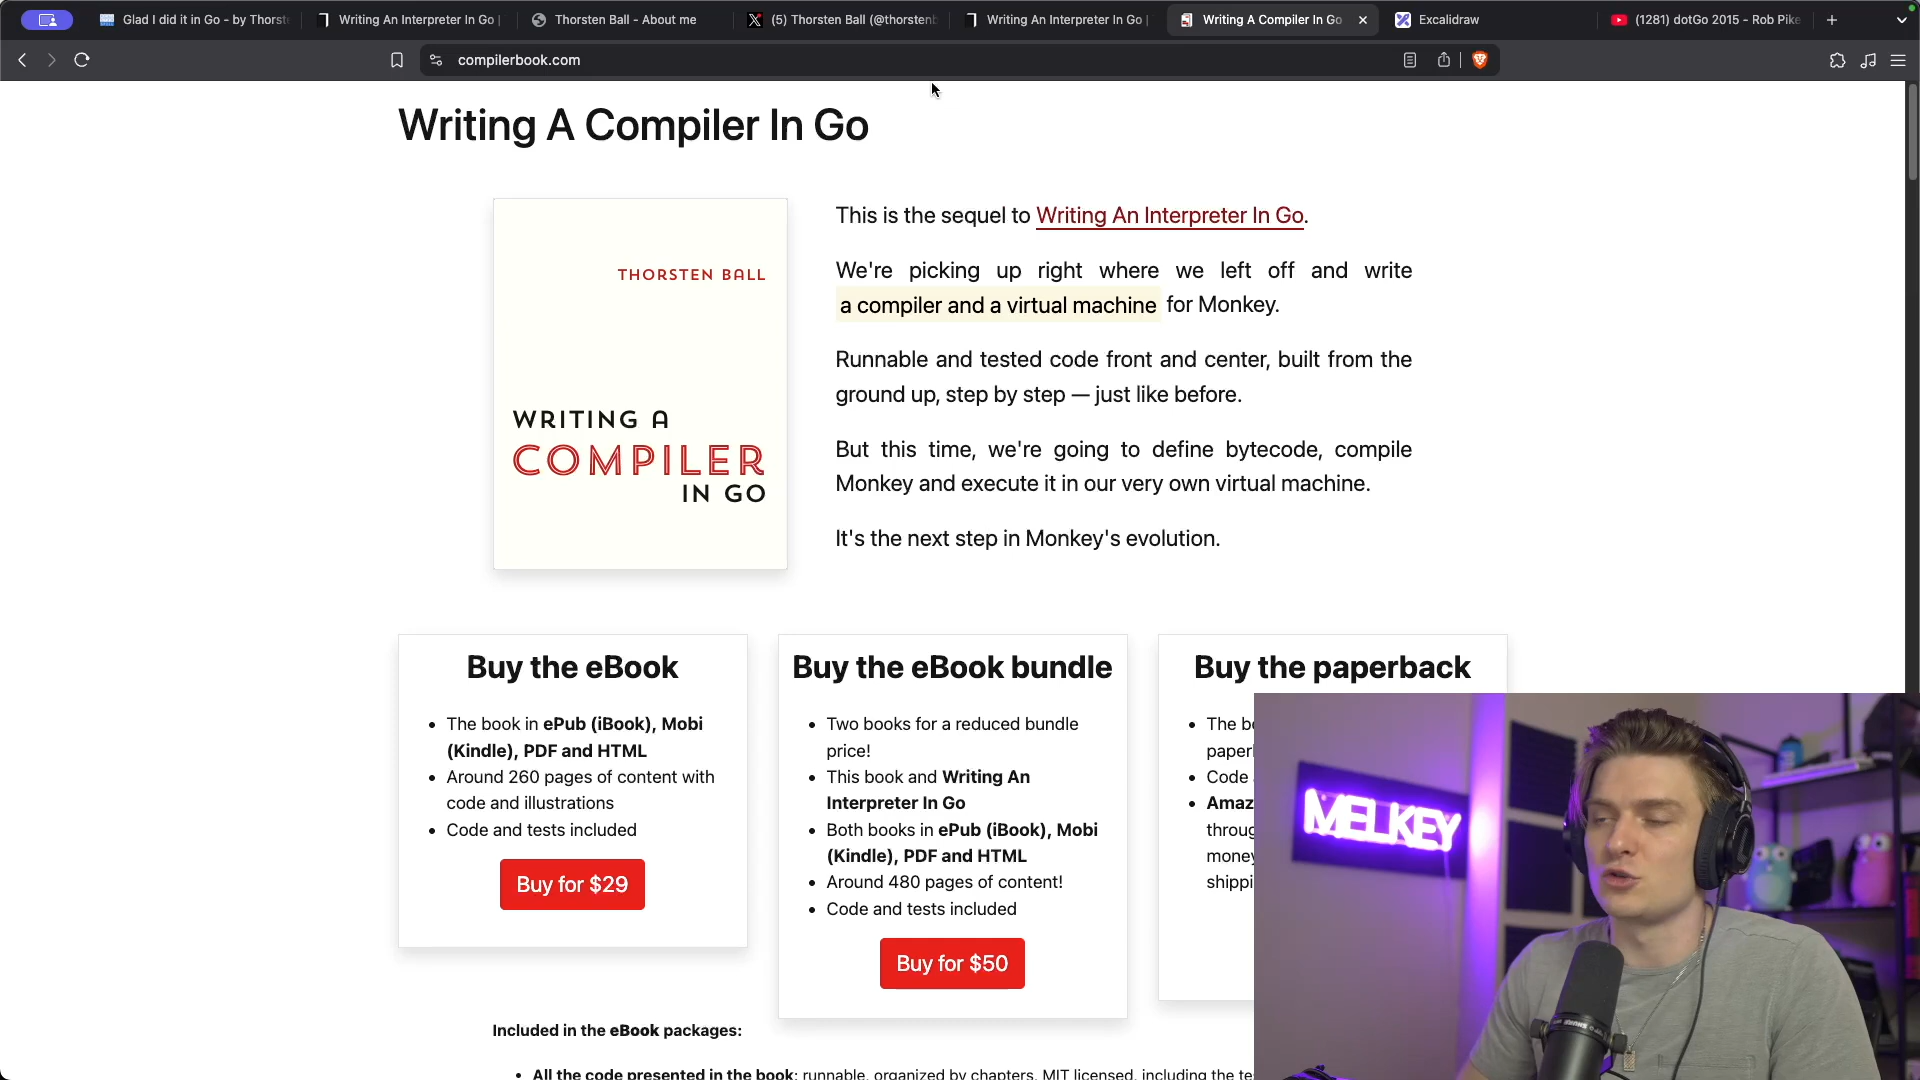 Glad I did it in Go - by Thorst
Writing An Interpreter In Go |
Thorsten Ball - About me
(5) Thorsten Ball (@thorstenb
Writing An Interpreter In Go |
Writing A Compiler In Go
Excalidraw
(1281) dotGo 2015 - Rob Pike
compilerbook.com
Writing A Compiler In Go
THORSTEN BALL
WRITING A
COMPILER
IN GO
This is the sequel to Writing An Interpreter In Go.
We're picking up right where we left off and write
a compiler and a virtual machine for Monkey.
Runnable and tested code front and center, built from the
ground up, step by step — just like before.
But this time, we're going to define bytecode, compile
Monkey and execute it in our very own virtual machine.
It's the next step in Monkey's evolution.
Buy the eBook
• The book in ePub (iBook), Mobi
(Kindle), PDF and HTML
• Around 260 pages of content with
code and illustrations
• Code and tests included
Buy for $29
Buy the eBook bundle
• Two books for a reduced bundle
price!
• This book and Writing An
Interpreter In Go
• Both books in ePub (iBook), Mobi
(Kindle), PDF and HTML
• Around 480 pages of content!
• Code and tests included
Buy for $50
Buy the paperback
• The b
paper
• Code
• Amaz
throug
money
shippi
MELKEY
Included in the eBook packages:
• All the code presented in the book: runnable, organized by chapters, MIT licensed, including the te